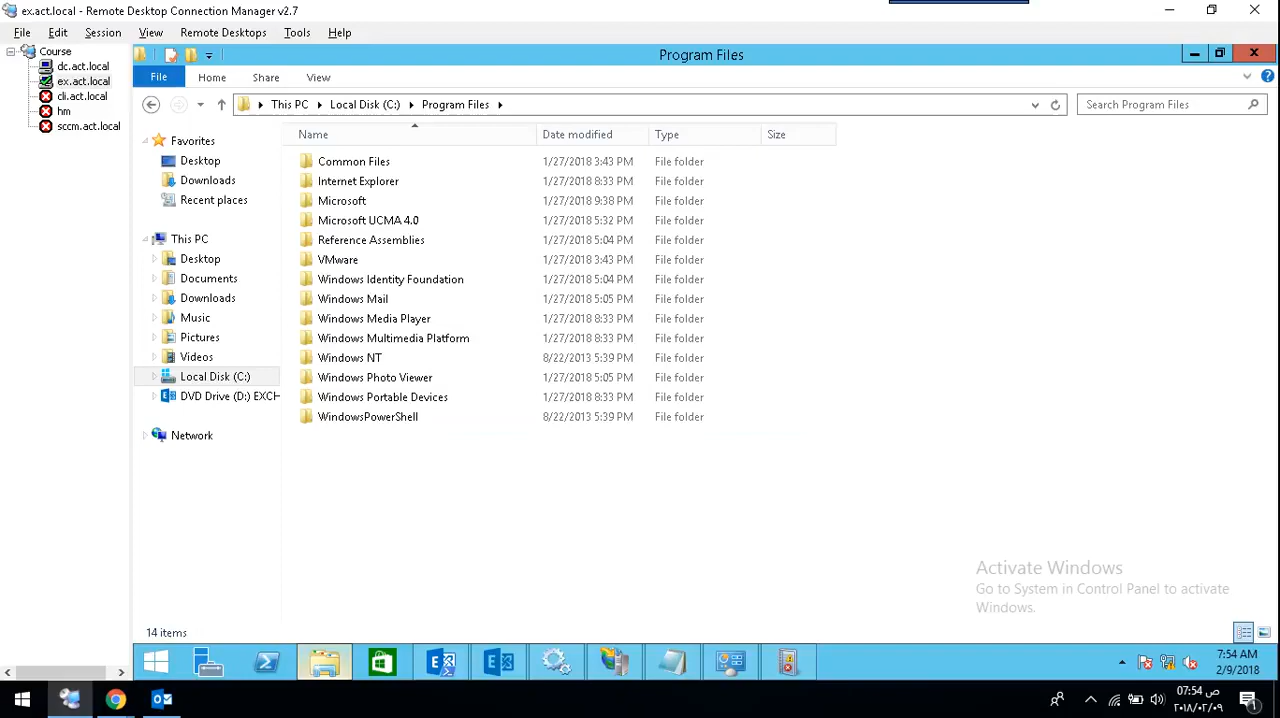 ex.act.local - Remote Desktop Connection Manager v2.7
File Edit Session View Remote Desktops Tools Help
Course
dc.act.local
ex.act.local
cli.act.local
hm
sccm.act.local
Program Files
File Home Share View
This PC Local Disk (C:) Program Files
Search Program Files
Favorites
Desktop
Downloads
Recent places
This PC
Desktop
Documents
Downloads
Music
Pictures
Videos
Local Disk (C:)
DVD Drive (D:) EXCH
Network
Name Date modified Type Size
Common Files 1/27/2018 3:43 PM File folder
Internet Explorer 1/27/2018 8:33 PM File folder
Microsoft 1/27/2018 9:38 PM File folder
Microsoft UCMA 4.0 1/27/2018 5:32 PM File folder
Reference Assemblies 1/27/2018 5:04 PM File folder
VMware 1/27/2018 3:43 PM File folder
Windows Identity Foundation 1/27/2018 5:04 PM File folder
Windows Mail 1/27/2018 5:05 PM File folder
Windows Media Player 1/27/2018 8:33 PM File folder
Windows Multimedia Platform 1/27/2018 8:33 PM File folder
Windows NT 8/22/2013 5:39 PM File folder
Windows Photo Viewer 1/27/2018 5:05 PM File folder
Windows Portable Devices 1/27/2018 8:33 PM File folder
WindowsPowerShell 8/22/2013 5:39 PM File folder
Activate Windows
Go to System in Control Panel to activate
Windows.
14 items
7:54 AM
2/9/2018
07:54 ص
٢٠١٨/٠٢/٠٩
1